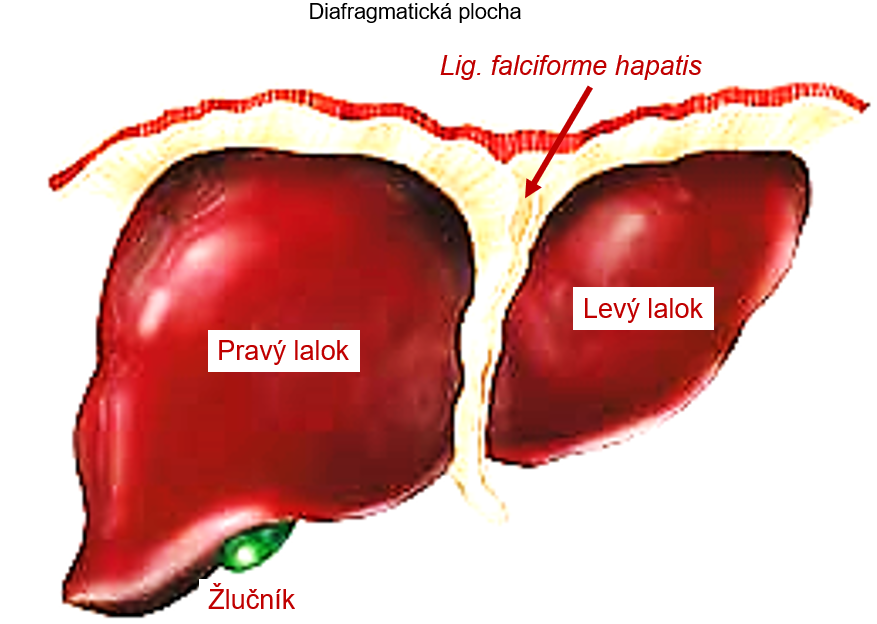 Diafragmatická plocha
Lig. falciforme hapatis
Levý lalok
Pravý lalok
Žlučník